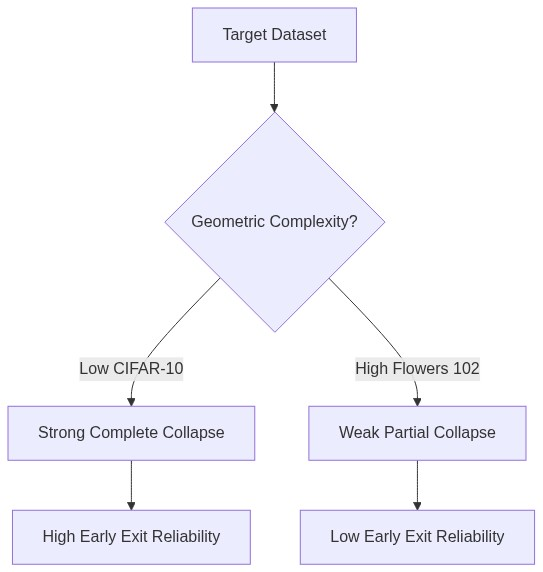 Target Dataset
Geometric Complexity?
Low CIFAR-10
High Flowers 102
Strong Complete Collapse
Weak Partial Collapse
High Early Exit Reliability
Low Early Exit Reliability